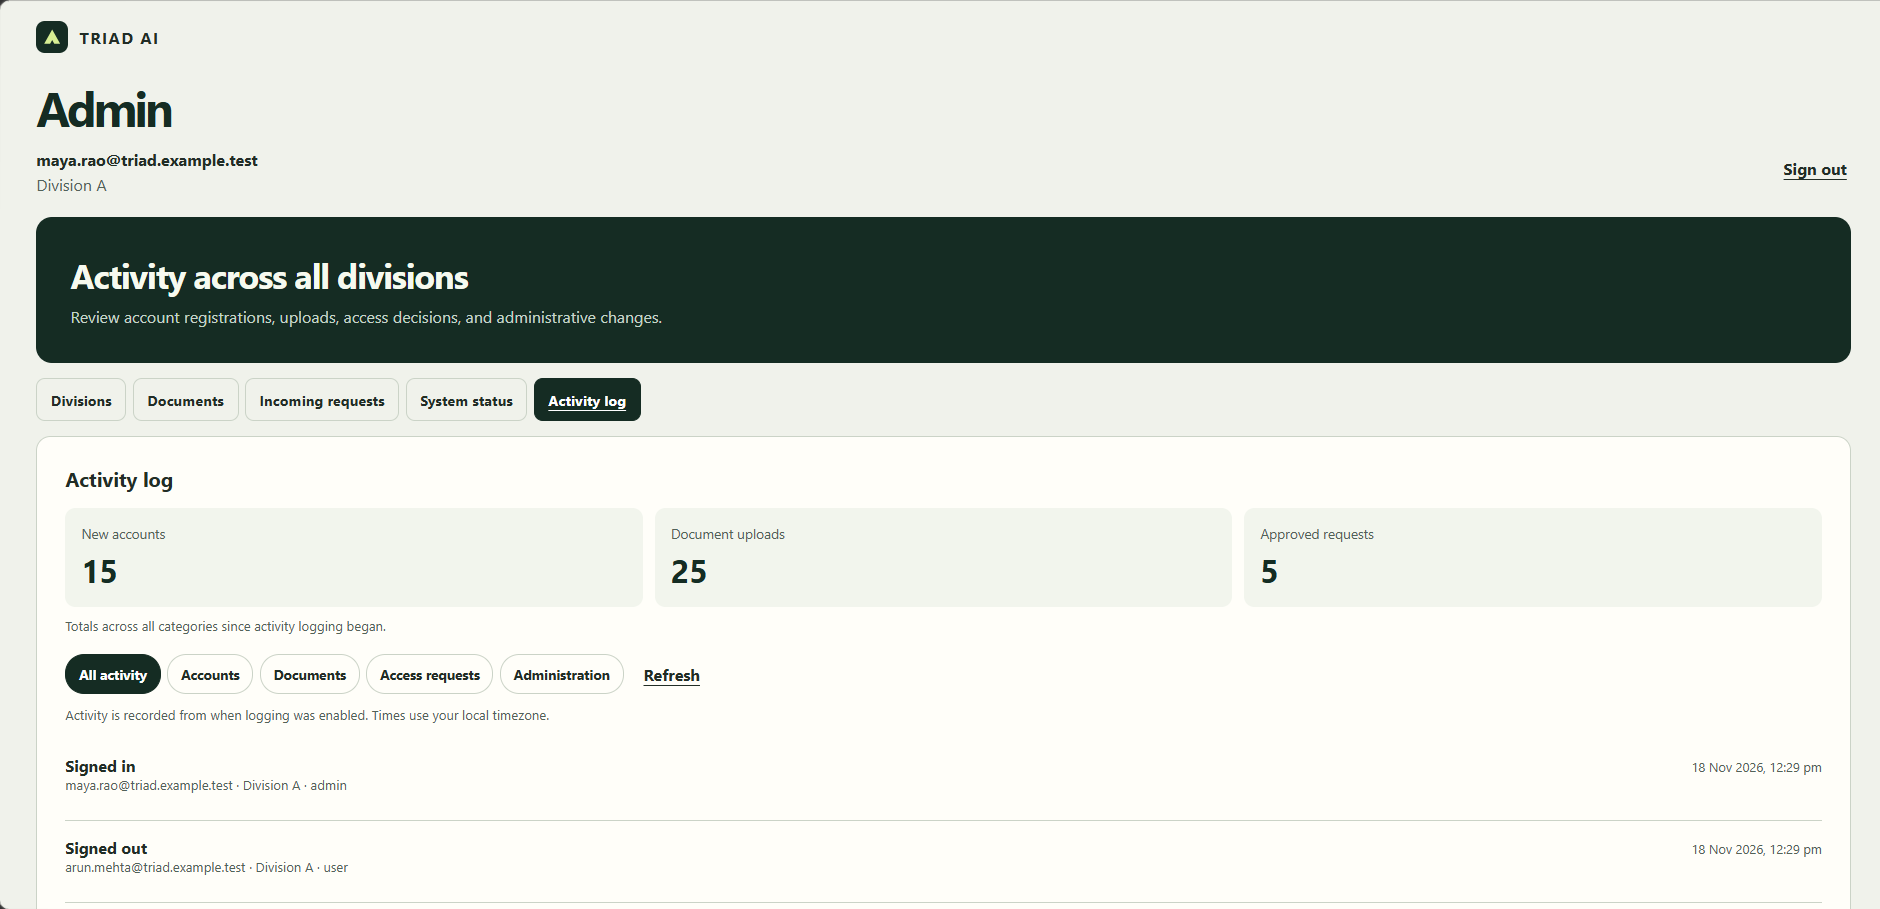 TRIAD AI
Admin
maya.rao@triad.example.test
Division A
Sign out
Activity across all divisions
Review account registrations, uploads, access decisions, and administrative changes.
Divisions
Documents
Incoming requests
System status
Activity log
Activity log
New accounts
15
Document uploads
25
Approved requests
5
Totals across all categories since activity logging began.
All activity
Accounts
Documents
Access requests
Administration
Refresh
Activity is recorded from when logging was enabled. Times use your local timezone.
Signed in
18 Nov 2026, 12:29 pm
maya.rao@triad.example.test · Division A · admin
Signed out
18 Nov 2026, 12:29 pm
arun.mehta@triad.example.test · Division A · user